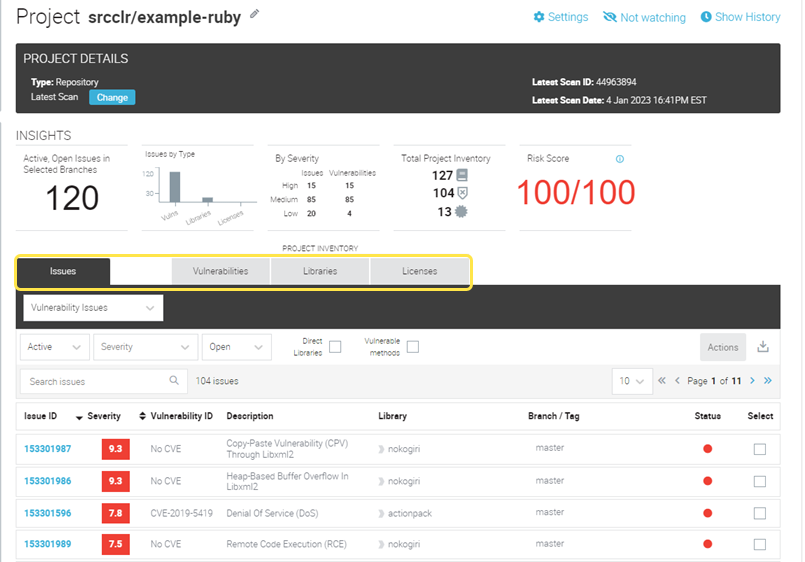 Project srcclr/example-ruby
Settings Not watching Show History
PROJECT DETAILS
Type: Repository
Latest Scan Change
Latest Scan ID: 44963894
Latest Scan Date: 4 Jan 2023 16:41PM EST
INSIGHTS
Active, Open Issues in
Selected Branches
120
Issues by Type
120
30
Vulns Libraries Licenses
By Severity
Issues Vulnerabilities
High 15 15
Medium 85 85
Low 20 4
Total Project Inventory
127
104
13
Risk Score
100/100
PROJECT INVENTORY
Issues Vulnerabilities Libraries Licenses
Vulnerability Issues
Active Severity Open Direct Libraries Vulnerable methods Actions
Search issues 104 issues 10 Page 1 of 11
Issue ID Severity Vulnerability ID Description Library Branch / Tag Status Select
153301987 9.3 No CVE Copy-Paste Vulnerability (CPV) Through Libxml2 nokogiri master
153301986 9.3 No CVE Heap-Based Buffer Overflow In Libxml2 nokogiri master
153301596 7.8 CVE-2019-5419 Denial Of Service (DoS) actionpack master
153301989 7.5 No CVE Remote Code Execution (RCE) nokogiri master